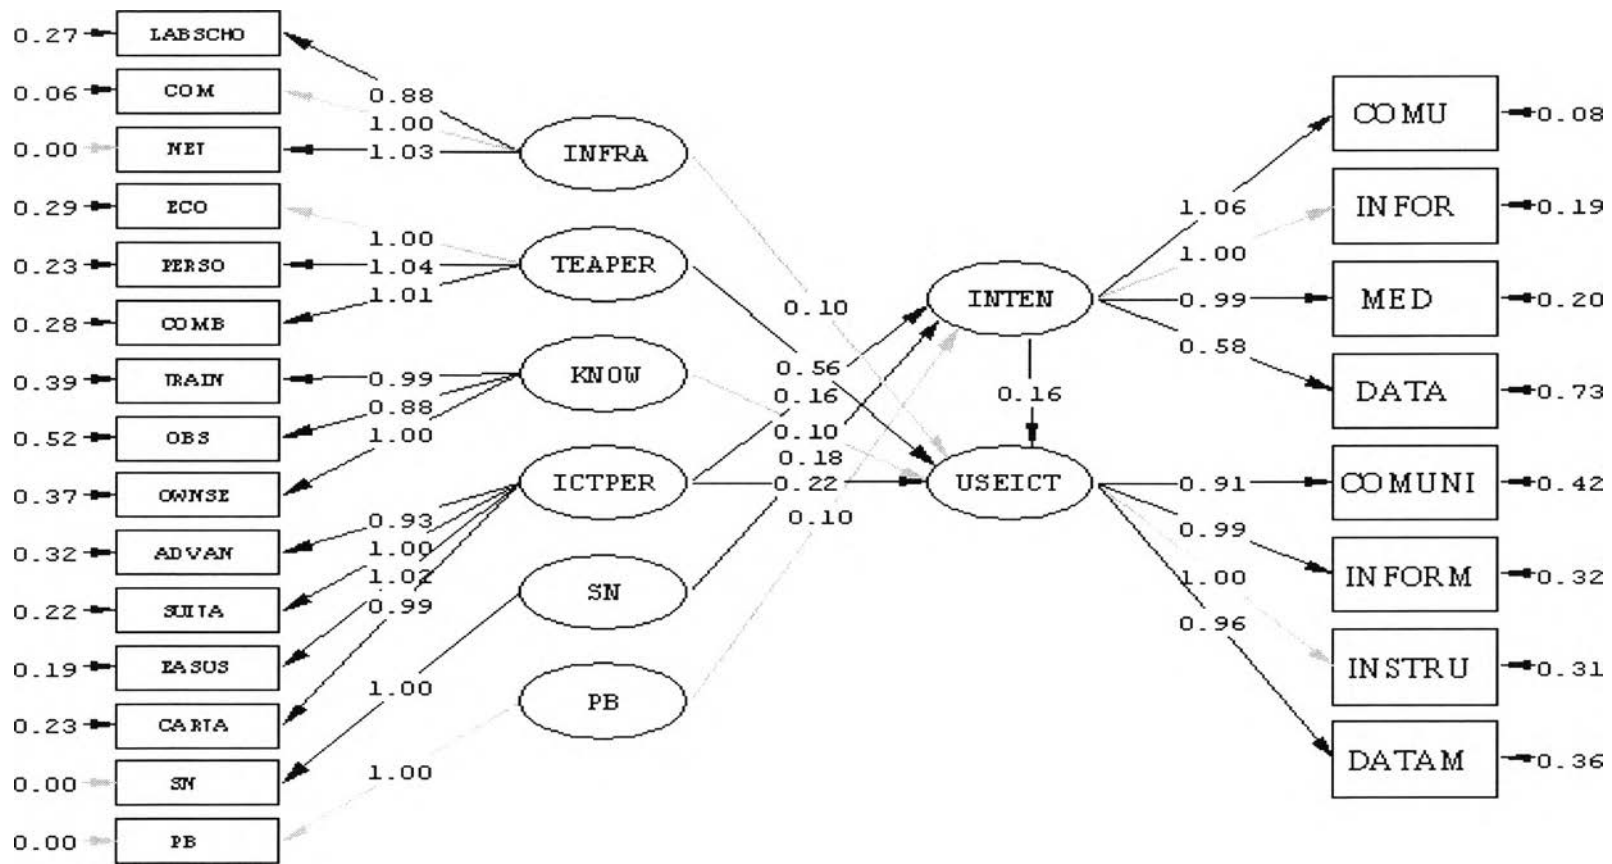 0.27 LABSCHO
0.06 COM
0.00 NET
0.29 ECO
0.23 PERSO
0.28 COMB
0.39 TRAIN
0.52 OBS
0.37 OWNSE
0.32 ADVAN
0.22 SUITA
0.19 EASUS
0.23 CARTA
0.00 SN
0.00 PB
0.88
1.00
1.03
1.00
1.04
1.01
0.99
0.88
1.00
0.93
1.00
1.02
0.99
1.00
1.00
INFRA
TEAPER
KNOW
ICTPER
SN
PB
0.10
0.56
0.16
0.10
0.18
0.22
0.10
INTEN
0.16
USEICT
1.06
1.00
0.99
0.58
0.91
0.99
1.00
0.96
COMU 0.08
INFOR 0.19
MED 0.20
DATA 0.73
COMUNI 0.42
INFORM 0.32
INSTRU 0.31
DATAM 0.36